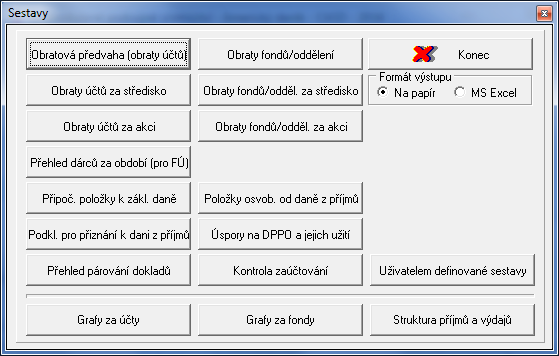 Sestavy
Obratová předvaha (obraty účtů)
Obraty fondů/oddělení
Konec
Formát výstupu
Na papír
MS Excel
Obraty účtů za středisko
Obraty fondů/odděl. za středisko
Obraty účtů za akci
Obraty fondů/odděl. za akci
Přehled dárců za období (pro FÚ)
Připoč. položky k zákl. daně
Položky osvob. od daně z příjmů
Podkl. pro přiznání k dani z příjmů
Úspory na DPPO a jejich užití
Přehled párování dokladů
Kontrola zaúčtování
Uživatelem definované sestavy
Grafy za účty
Grafy za fondy
Struktura příjmů a výdajů